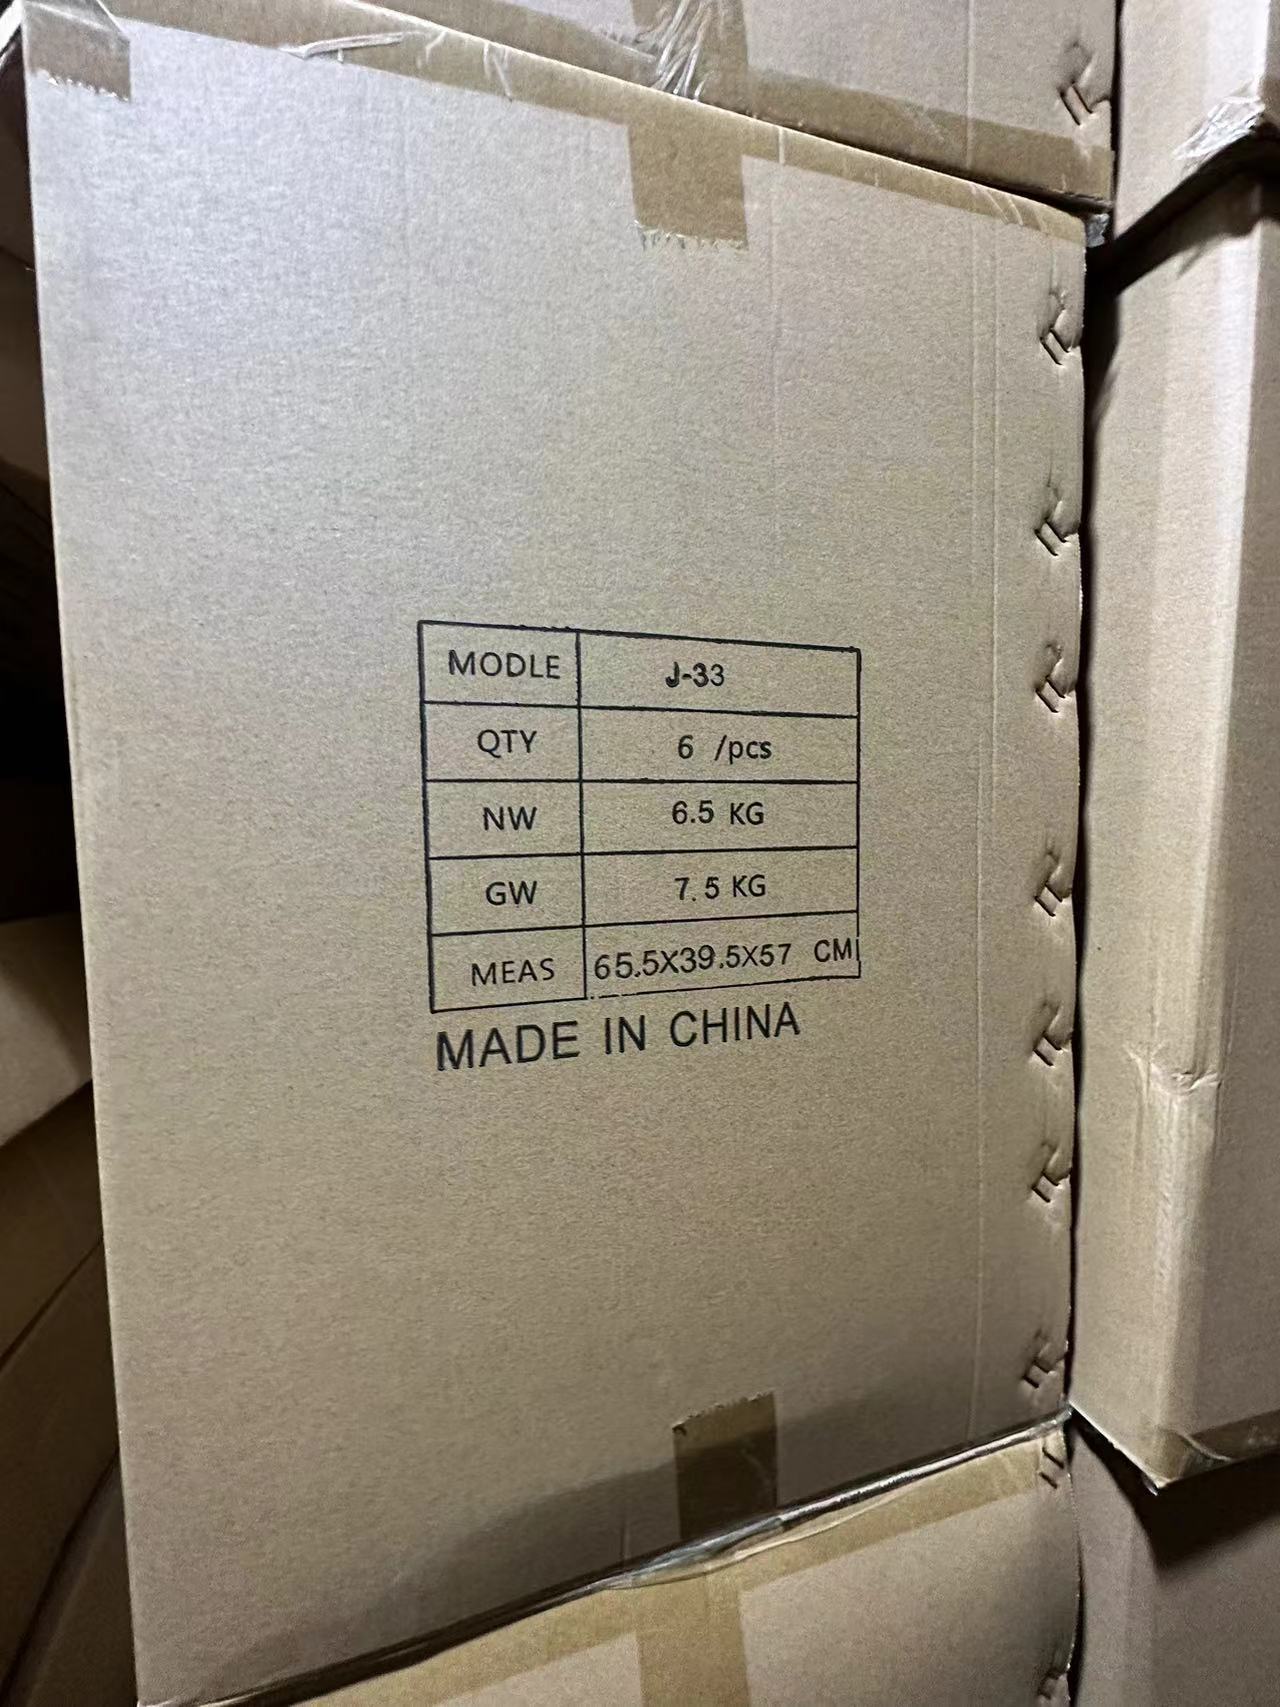 MODLE J-33
QTY 6 /pcs
NW 6.5 KG
GW 7.5 KG
MEAS 65.5X39.5X57 CM
MADE IN CHINA